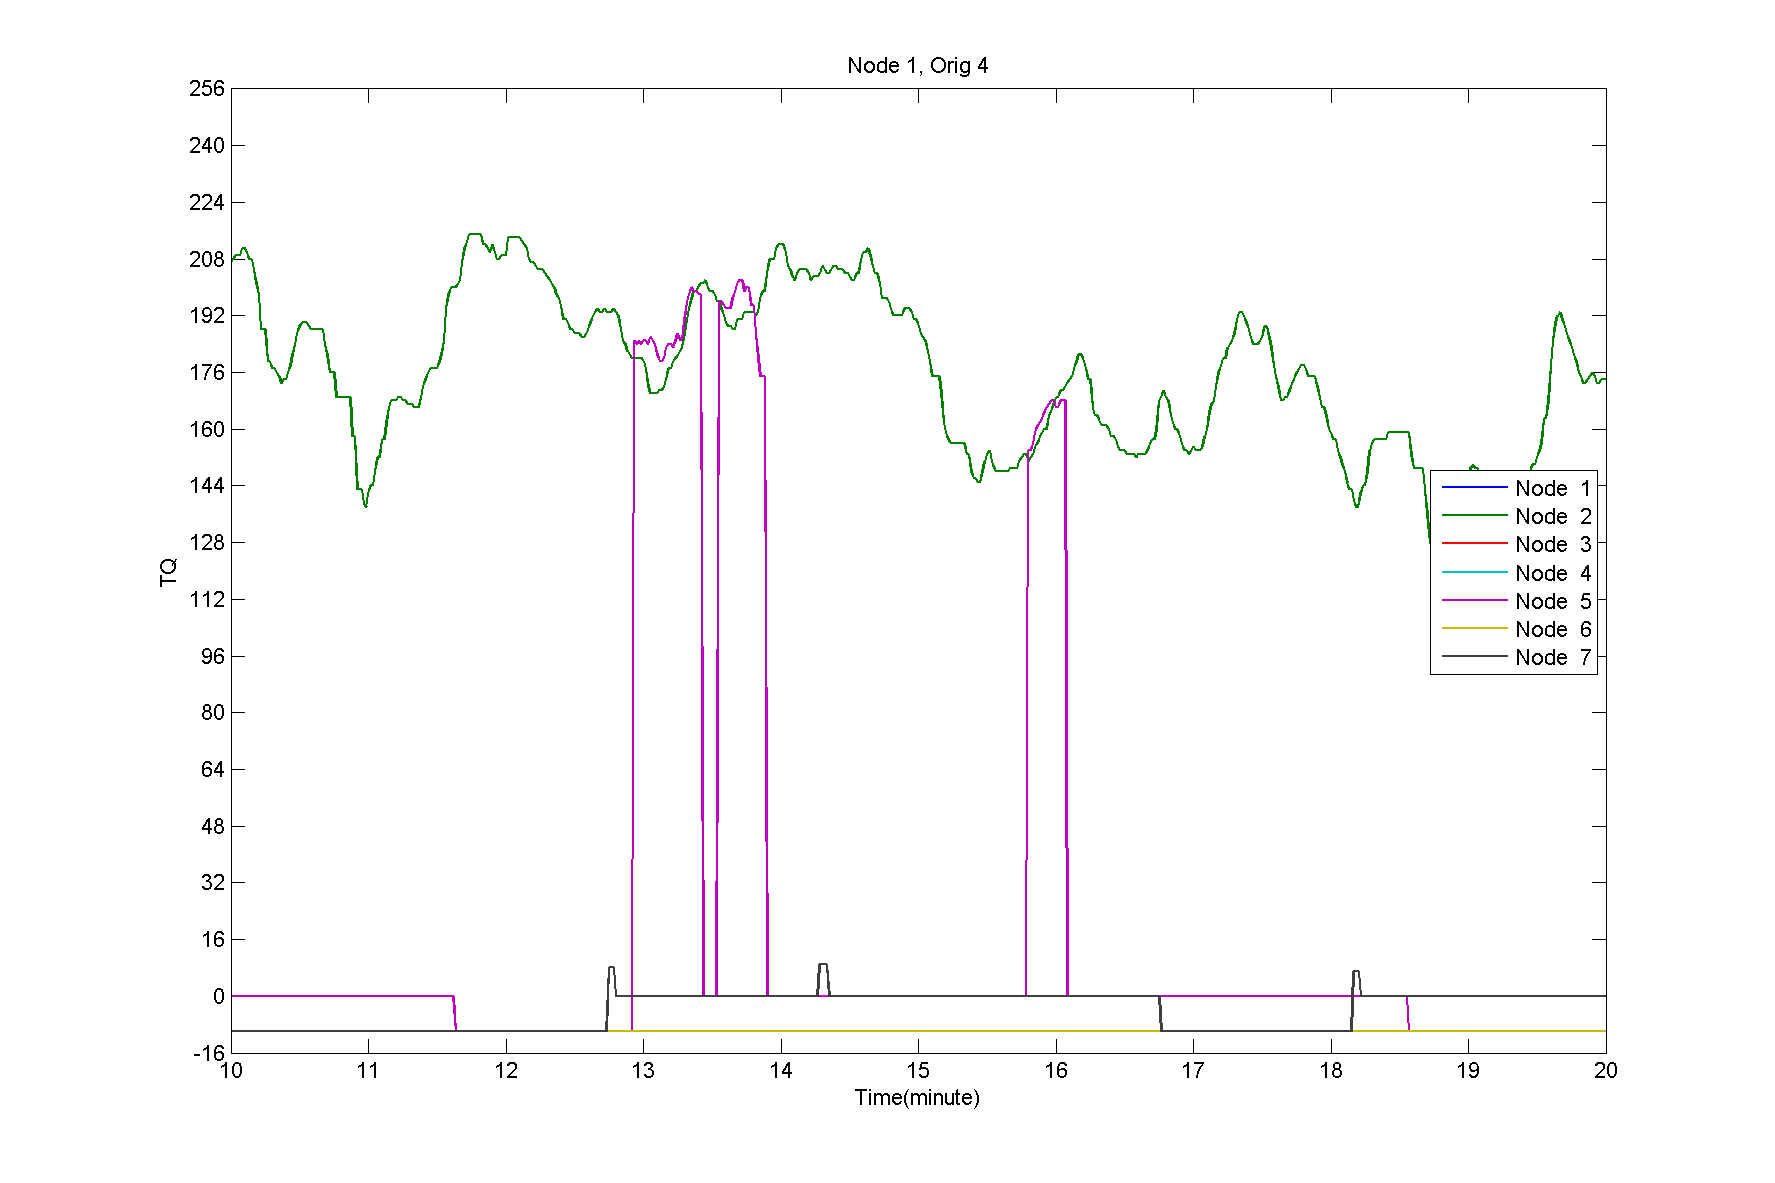 Node 1, Orig 4
256
240
224
208
192
176
160
144
128
112
96
80
64
48
32
16
0
-16
TQ
Node 1
Node 2
Node 3
Node 4
Node 5
Node 6
Node 7
10 11 12 13 14 15 16 17 18 19 20
Time(minute)